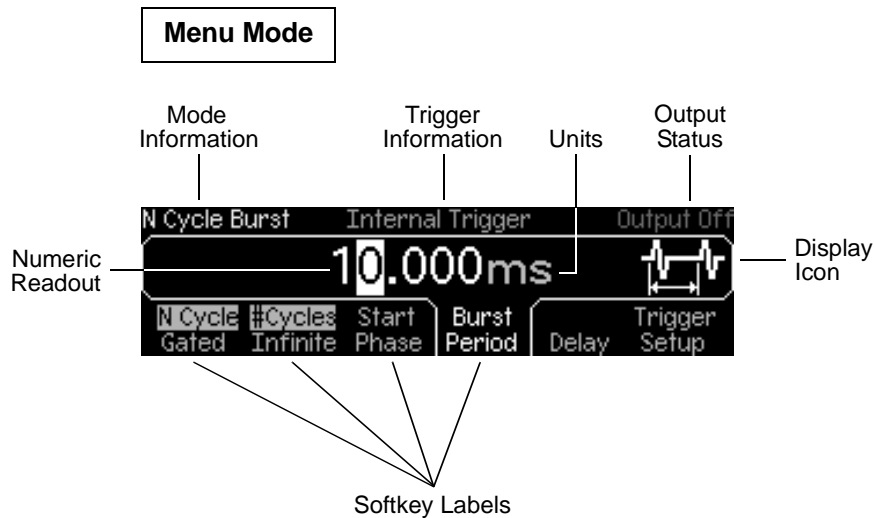 Menu Mode
Mode
Information
Trigger
Information
Units
Output
Status
N Cycle Burst
Internal Trigger
Output Off
Numeric
Readout
10.000ms
Display
Icon
N Cycle
Gated
#Cycles
Infinite
Start
Phase
Burst
Period
Delay
Trigger
Setup
Softkey Labels